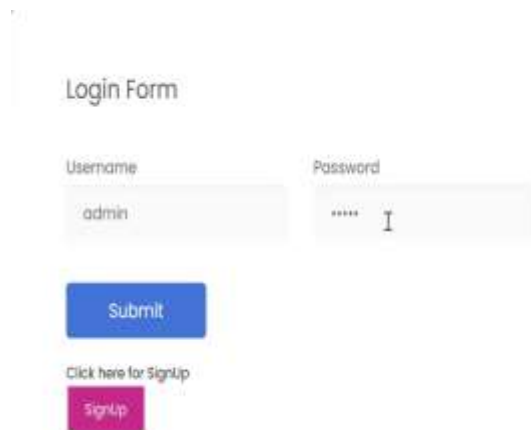 Login Form
Username Password
admin •••••
Submit
Click here for SignUp
SignUp